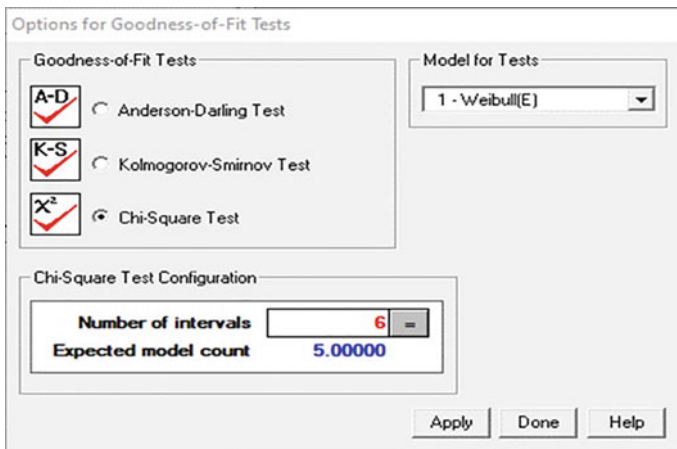 Options for Goodness-of-Fit Tests
Goodness-of-Fit Tests
A-D
Anderson-Darling Test
K-S
Kolmogorov-Smirnov Test
X²
Chi-Square Test
Model for Tests
1 - Weibull(E)
Chi-Square Test Configuration
Number of intervals 6 =
Expected model count 5.00000
Apply Done Help